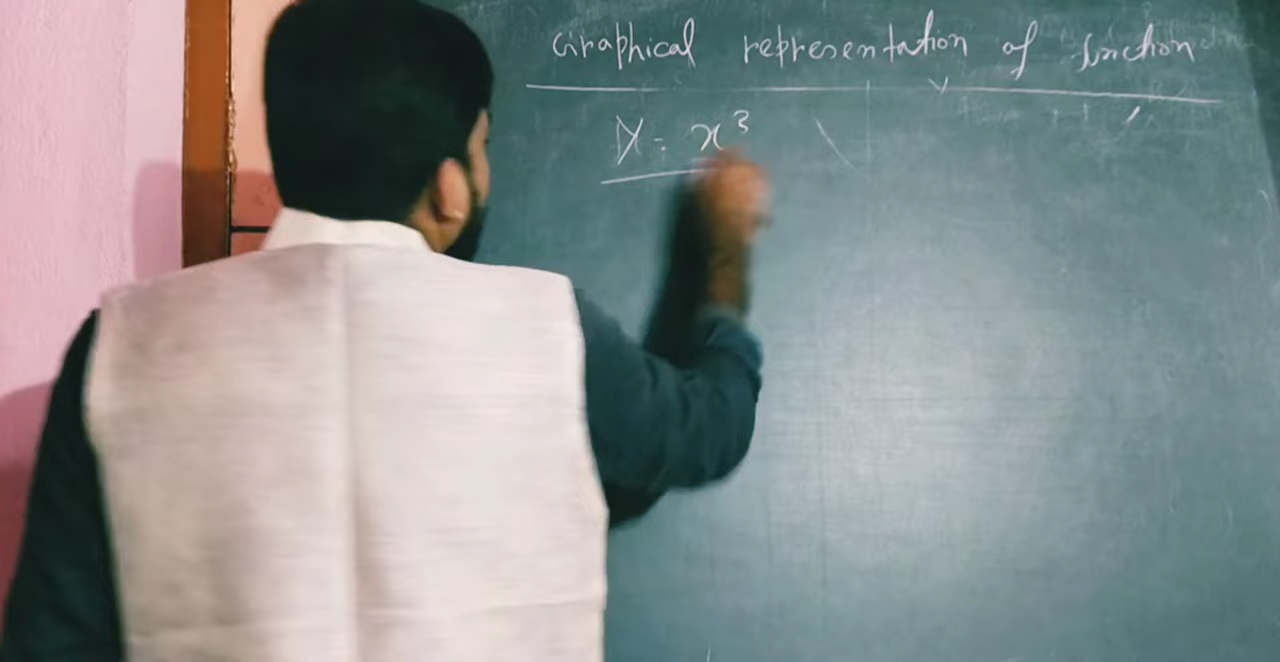 Graphical representation of function
y = x³